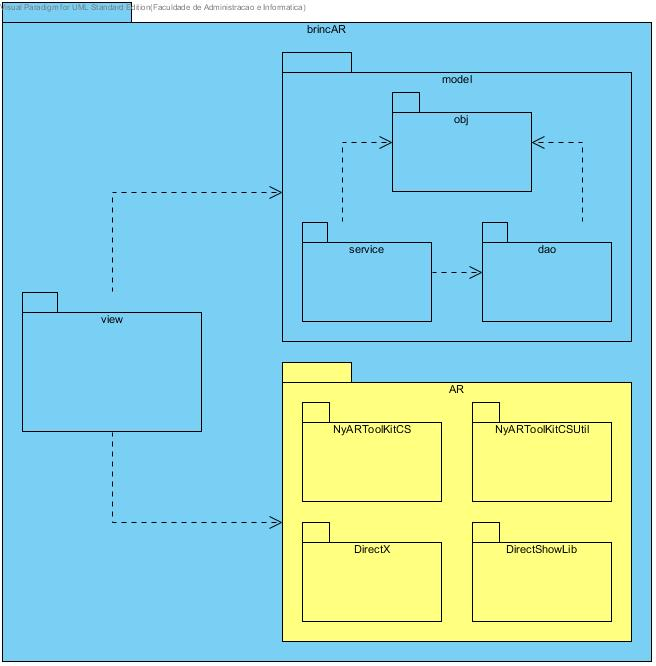 Visual Paradigm for UML Standard Edition(Faculdade de Administracao e Informatica)
brincAR
model
obj
service
dao
view
AR
NyARToolKitCS
NyARToolKitCSUtil
DirectX
DirectShowLib